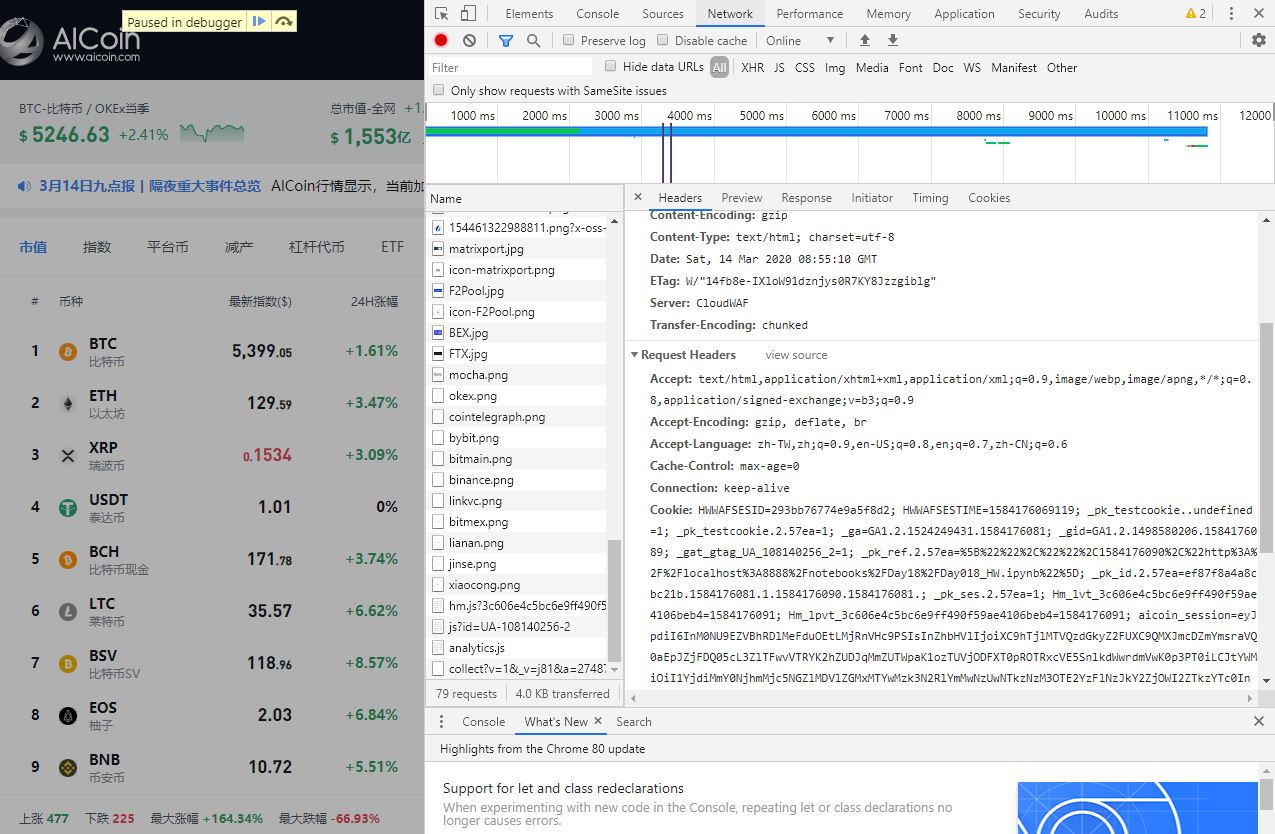 Paused in debugger
AICoin
www.aicoin.com
BTC-比特币 / OKEx当季
$ 5246.63 +2.41%
总市值-全网 +1.
$ 1,553亿
3月14日九点报丨隔夜重大事件总览 AICoin行情显示，当前加
市值 指数 平台币 减产 杠杆代币 ETF
# 币种 最新指数($) 24H涨幅
1 BTC 5,399.05 +1.61%
比特币
2 ETH 129.59 +3.47%
以太坊
3 XRP 0.1534 +3.09%
瑞波币
4 USDT 1.01 0%
泰达币
5 BCH 171.78 +3.74%
比特币现金
6 LTC 35.57 +6.62%
莱特币
7 BSV 118.96 +8.57%
比特币SV
8 EOS 2.03 +6.84%
柚子
9 BNB 10.72 +5.51%
币安币
上涨 477 下跌 225 最大涨幅 +164.34% 最大跌幅 -66.93%
Elements Console Sources Network Performance Memory Application Security Audits 2
Preserve log Disable cache Online
Filter Hide data URLs All XHR JS CSS Img Media Font Doc WS Manifest Other
Only show requests with SameSite issues
1000 ms 2000 ms 3000 ms 4000 ms 5000 ms 6000 ms 7000 ms 8000 ms 9000 ms 10000 ms 11000 ms 12000
Name
154461322988811.png?x-oss-
matrixport.jpg
icon-matrixport.png
F2Pool.jpg
icon-F2Pool.png
BEX.jpg
FTX.jpg
mocha.png
okex.png
cointelegraph.png
bybit.png
bitmain.png
binance.png
linkvc.png
bitmex.png
lianan.png
jinse.png
xiaocong.png
hm.js?3c606e4c5bc6e9ff490f5
js?id=UA-108140256-2
analytics.js
collect?v=1&_v=j81&a=27487
79 requests 4.0 KB transferred
Headers Preview Response Initiator Timing Cookies
Content-Encoding: gzip
Content-Type: text/html; charset=utf-8
Date: Sat, 14 Mar 2020 08:55:10 GMT
ETag: W/"14fb8e-IXloW91dznjys0R7KY8Jzzgiblg"
Server: CloudWAF
Transfer-Encoding: chunked
Request Headers view source
Accept: text/html,application/xhtml+xml,application/xml;q=0.9,image/webp,image/apng,*/*;q=0.
8,application/signed-exchange;v=b3;q=0.9
Accept-Encoding: gzip, deflate, br
Accept-Language: zh-TW,zh;q=0.9,en-US;q=0.8,en;q=0.7,zh-CN;q=0.6
Cache-Control: max-age=0
Connection: keep-alive
Cookie: HWWAFSESID=293bb76774e9a5f8d2; HWWAFSESTIME=1584176069119; _pk_testcookie..undefined
=1; _pk_testcookie.2.57ea=1; _ga=GA1.2.1524249431.1584176081; _gid=GA1.2.1498580206.15841760
89; _gat_gtag_UA_108140256_2=1; _pk_ref.2.57ea=%5B%22%22%2C%22%22%2C1584176090%2C%22http%3A%
2F%2Flocalhost%3A8888%2Fnotebooks%2FDay18%2FDay018_HW.ipynb%22%5D; _pk_id.2.57ea=ef87f8a4a8c
bc21b.1584176081.1.1584176090.1584176081.; _pk_ses.2.57ea=1; Hm_lvt_3c606e4c5bc6e9ff490f59ae
4106beb4=1584176091; Hm_lpvt_3c606e4c5bc6e9ff490f59ae4106beb4=1584176091; aicoin_session=eyJ
Console What's New Search
Highlights from the Chrome 80 update
Support for let and class redeclarations
When experimenting with new code in the Console, repeating let or class declarations no
longer causes errors.